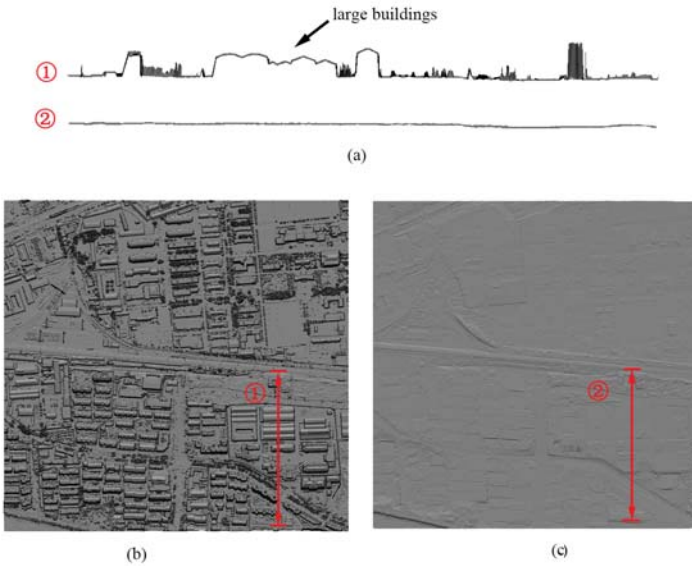 large buildings
①
②
(a)
①
②
(b)
(c)